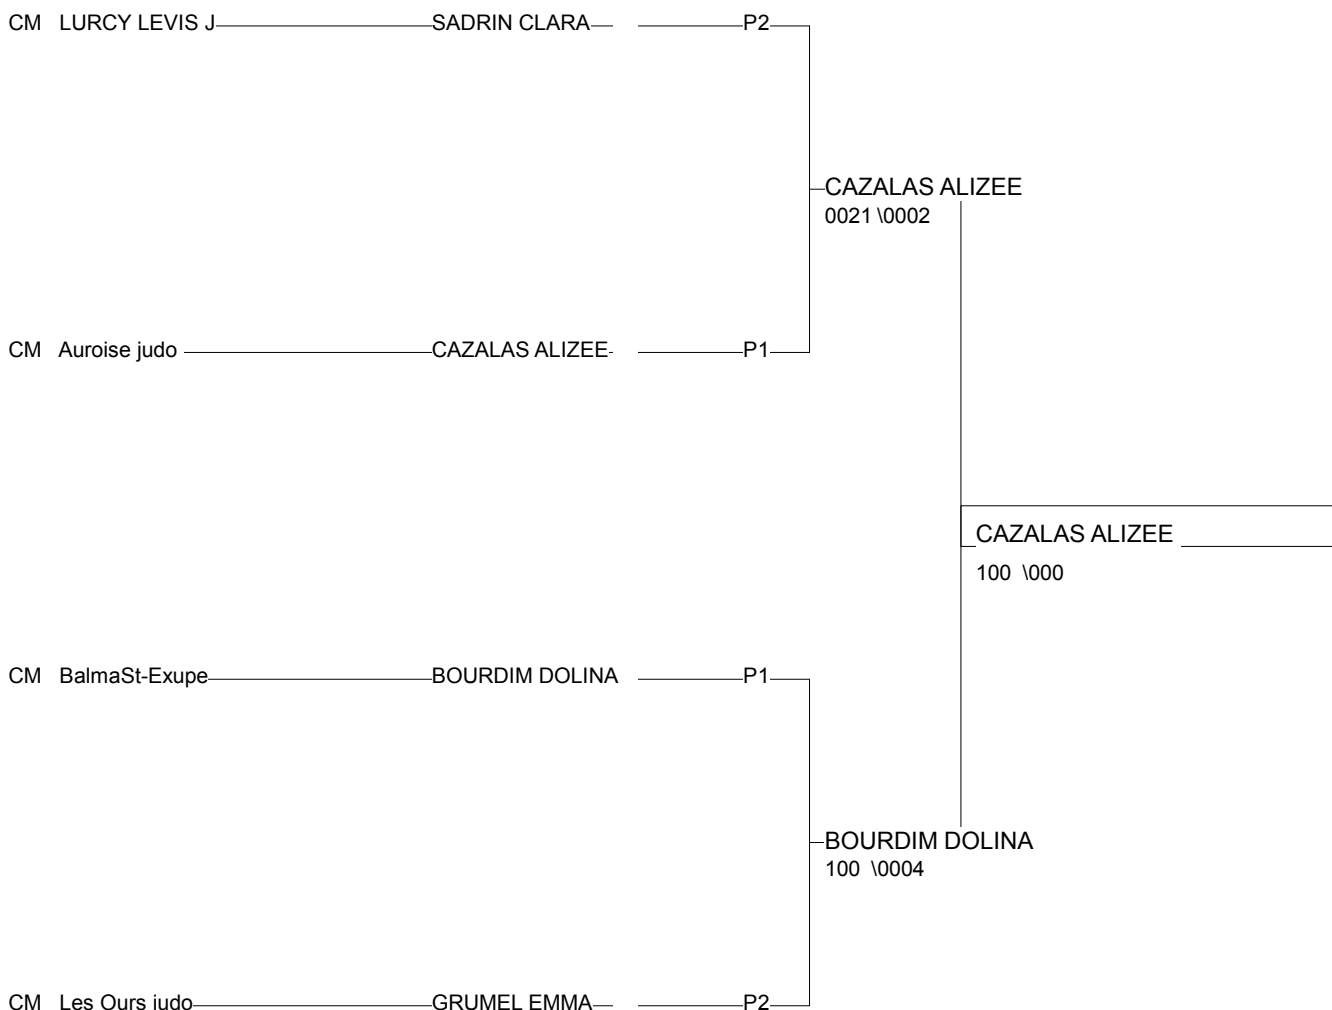 CM LURCY LEVIS J SADRIN CLARA P2
CAZALAS ALIZEE
0021 \0002
CM Auroise judo CAZALAS ALIZEE P1
CAZALAS ALIZEE
100 \000
CM BalmaSt-Exupe BOURDIM DOLINA P1
BOURDIM DOLINA
100 \0004
CM Les Ours judo GRUMEL EMMA P2